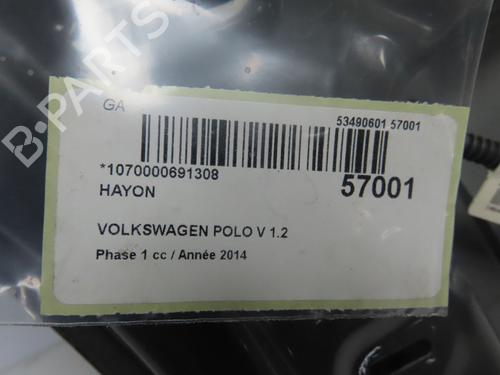 GA
53490601 57001
*1070000691308
57001
HAYON
VOLKSWAGEN POLO V 1.2
Phase 1 cc / Année 2014
B-PARTS